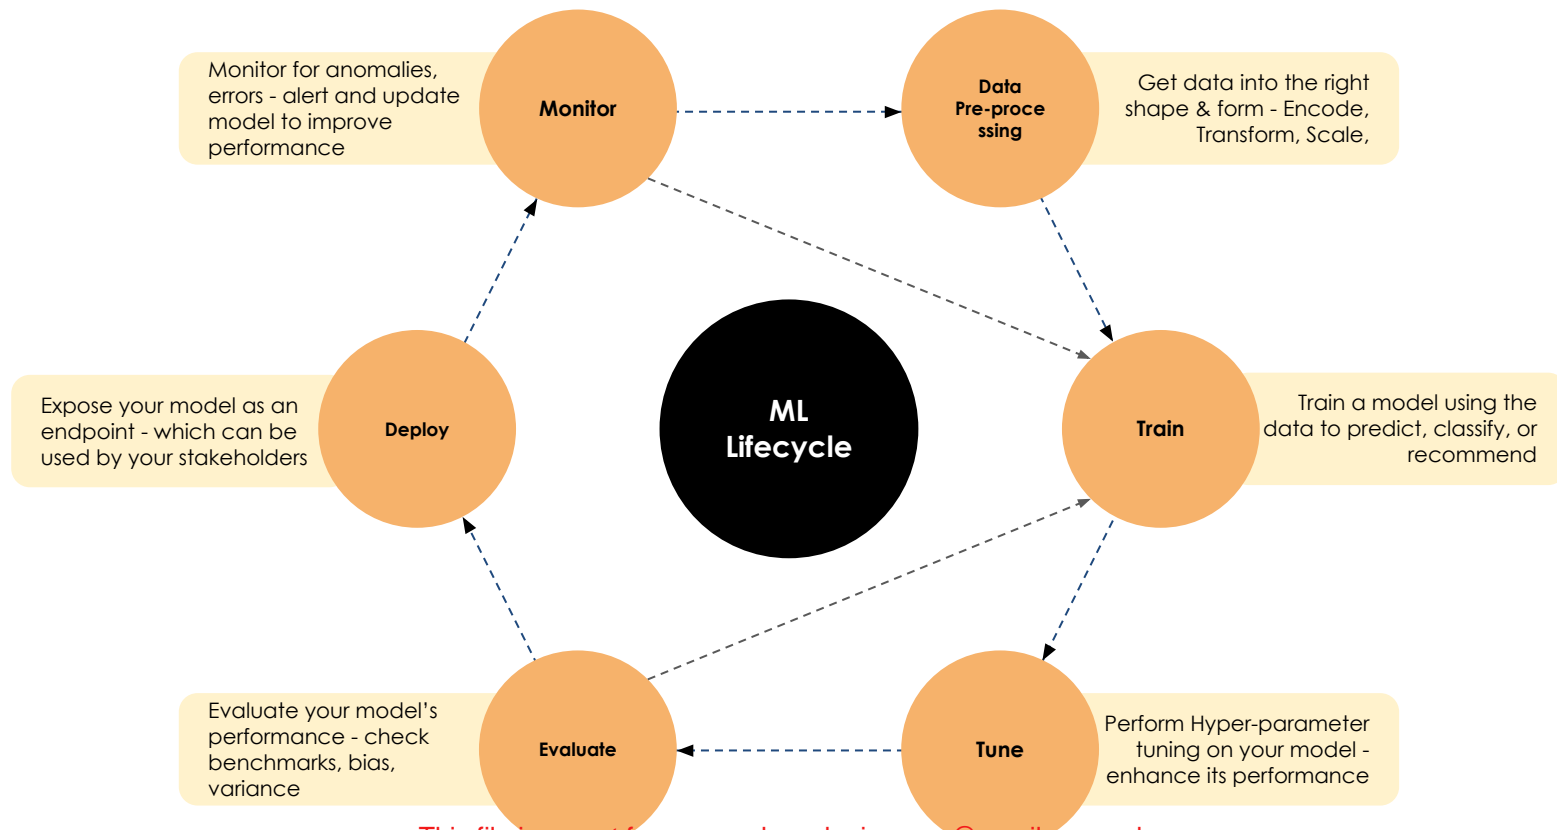 Monitor for anomalies,
errors - alert and update
model to improve
performance
Monitor
Data
Pre-proce
ssing
Get data into the right
shape & form - Encode,
Transform, Scale,
Expose your model as an
endpoint - which can be
used by your stakeholders
Deploy
ML
Lifecycle
Train
Train a model using the
data to predict, classify, or
recommend
Evaluate your model's
performance - check
benchmarks, bias,
variance
Evaluate
Tune
Perform Hyper-parameter
tuning on your model -
enhance its performance
This file is